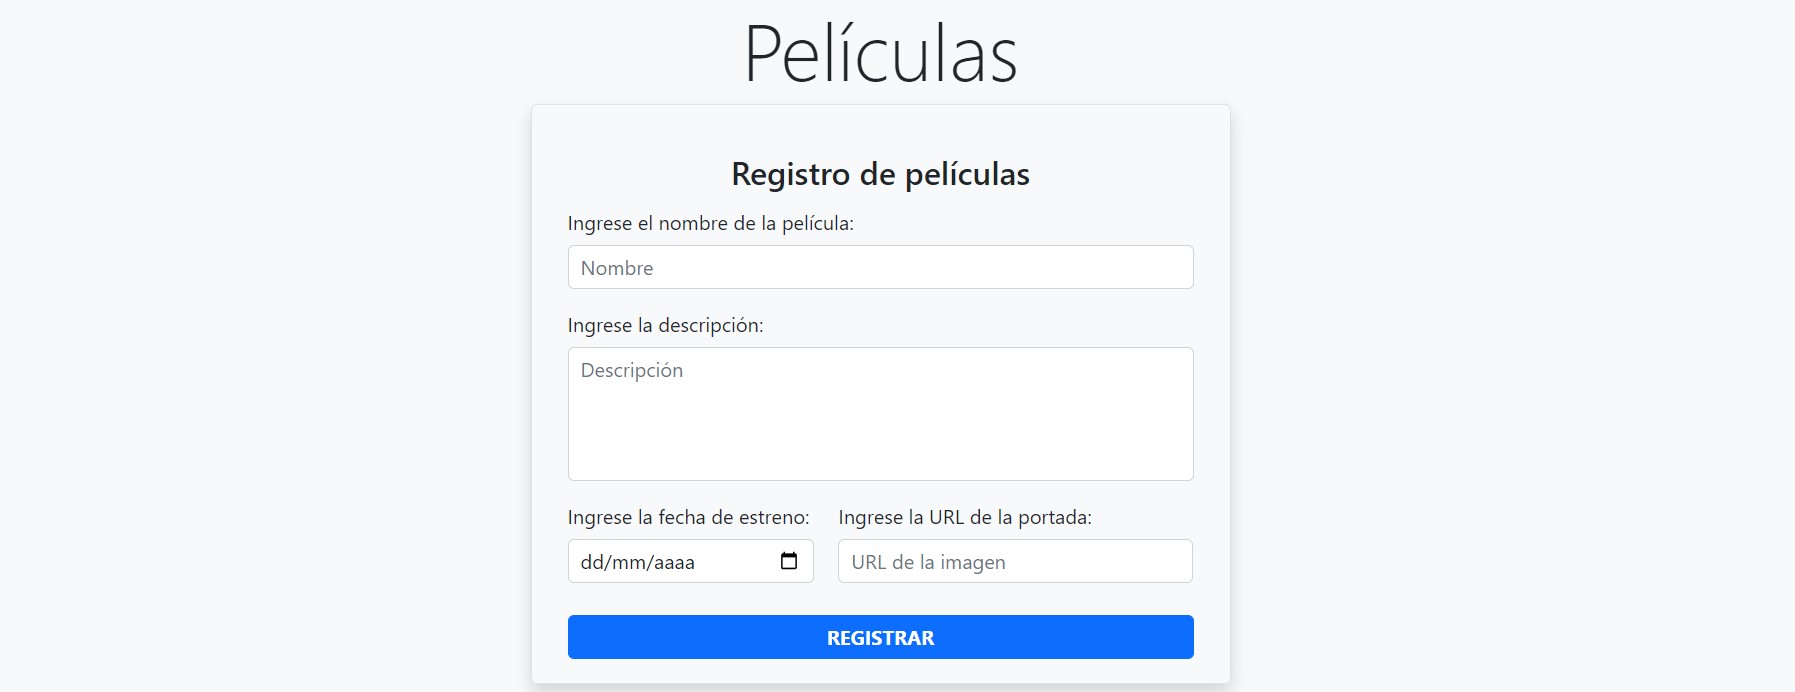 Películas
Registro de películas
Ingrese el nombre de la película:
Nombre
Ingrese la descripción:
Descripción
Ingrese la fecha de estreno: Ingrese la URL de la portada:
dd/mm/aaaa URL de la imagen
REGISTRAR